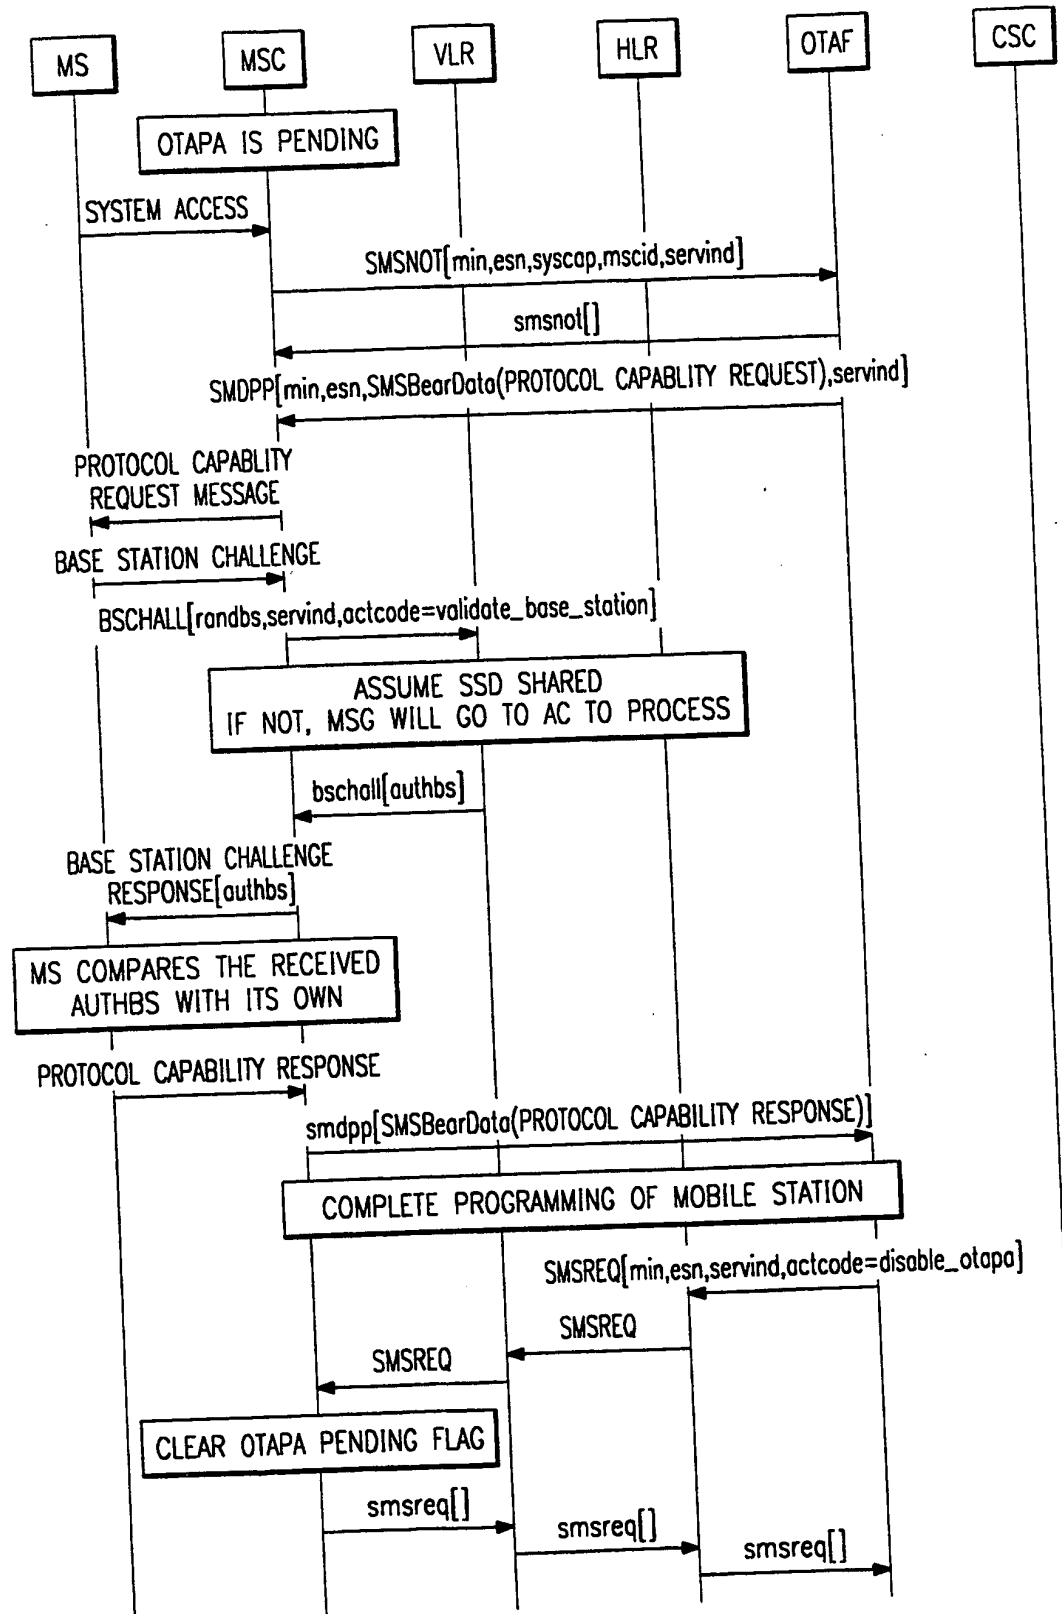 MS
MSC
VLR
HLR
OTAF
CSC
OTAPA IS PENDING
SYSTEM ACCESS
SMSNOT[min,esn,syscap,mscid,servind]
smsnot[]
SMDPP[min,esn,SMSBearData(PROTOCOL CAPABLITY REQUEST),servind]
PROTOCOL CAPABLITY
REQUEST MESSAGE
BASE STATION CHALLENGE
BSCHALL[randbs,servind,actcode=validate_base_station]
ASSUME SSD SHARED
IF NOT, MSG WILL GO TO AC TO PROCESS
bschall[authbs]
BASE STATION CHALLENGE
RESPONSE[authbs]
MS COMPARES THE RECEIVED
AUTHBS WITH ITS OWN
PROTOCOL CAPABILITY RESPONSE
smdpp[SMSBearData(PROTOCOL CAPABILITY RESPONSE)]
COMPLETE PROGRAMMING OF MOBILE STATION
SMSREQ[min,esn,servind,actcode=disable_otapa]
SMSREQ
SMSREQ
CLEAR OTAPA PENDING FLAG
smsreq[]
smsreq[]
smsreq[]